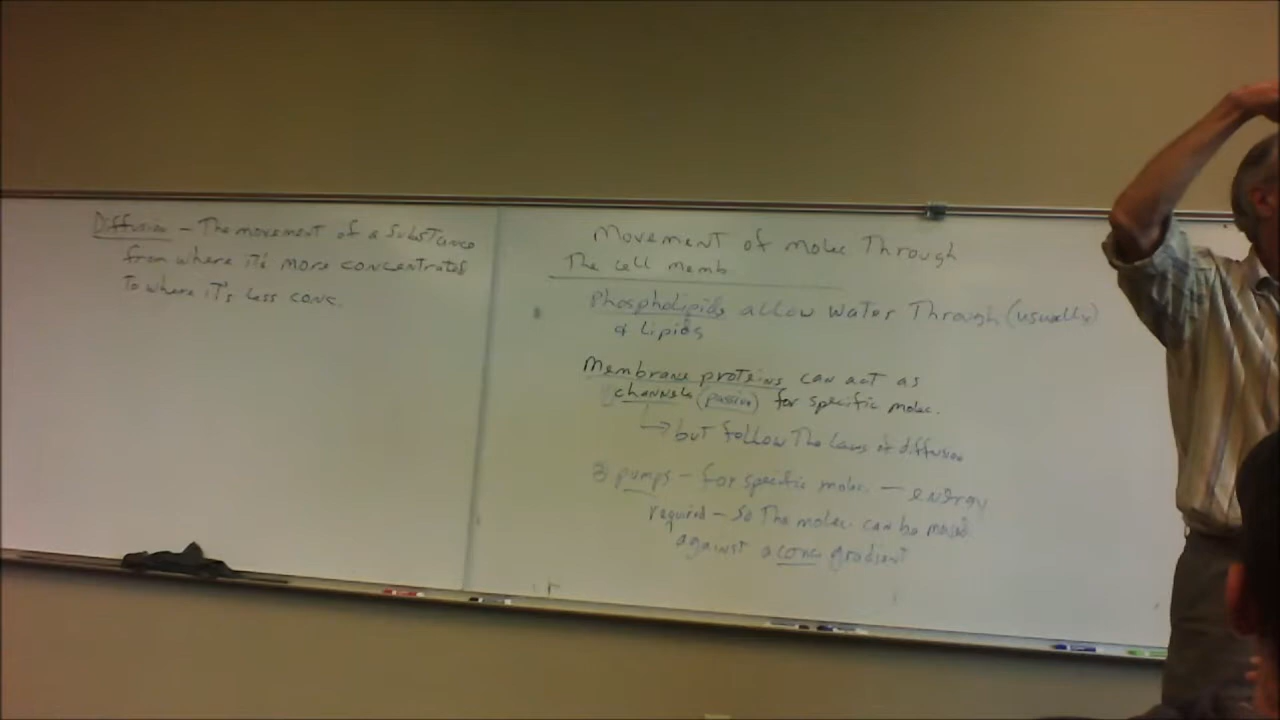 Diffusion – The movement of a substance
from where it's more concentrated
To where it's less conc.
Movement of molec Through
The cell memb
Phospholipids allow water Through (usually)
& Lipids
Membrane proteins can act as
channels (passive) for specific molec.
→ but follow The Laws of diffusion
pumps – for specific molec. – energy
required – so The molec. can be moved
against a conc gradient